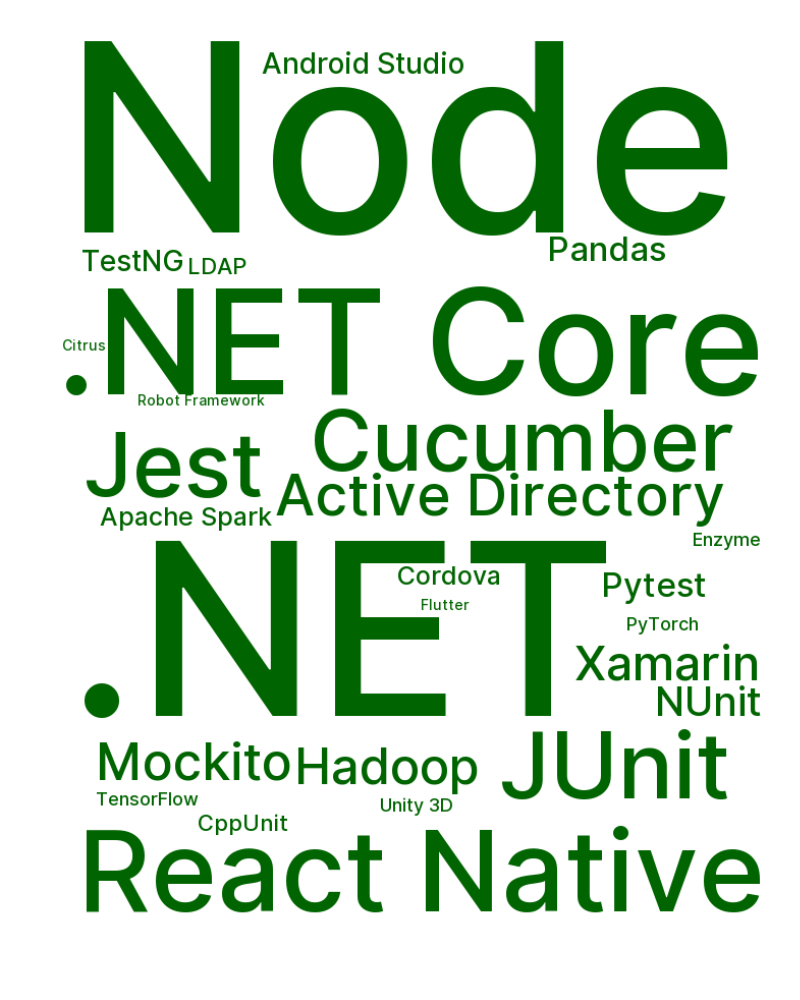 Android Studio
Node
Pandas
TestNG
LDAP
.NET Core
Citrus
Robot Framework
Cucumber
Jest
Active Directory
Apache Spark
Enzyme
.NET
Cordova
Flutter
Pytest
PyTorch
Xamarin
NUnit
Mockito
Hadoop
JUnit
TensorFlow
Unity 3D
CppUnit
React Native